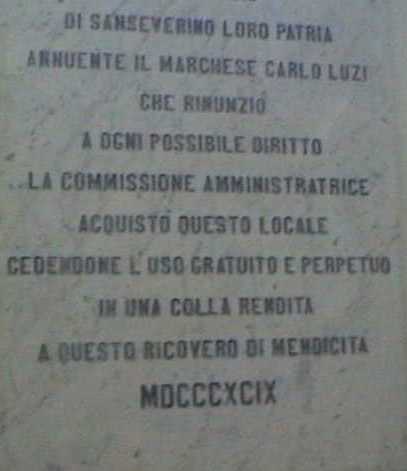 DI SANSEVERINO LORO PATRIA
ANNUENTE IL MARCHESE CARLO LUZI
CHE RINUNZIÒ
A OGNI POSSIBILE DIRITTO
LA COMMISSIONE AMMINISTRATRICE
ACQUISTÒ QUESTO LOCALE
CEDENDONE L'USO GRATUITO E PERPETUO
IN UNA COLLA RENDITA
A QUESTO RICOVERO DI MENDICITÀ
MDCCCXCIX